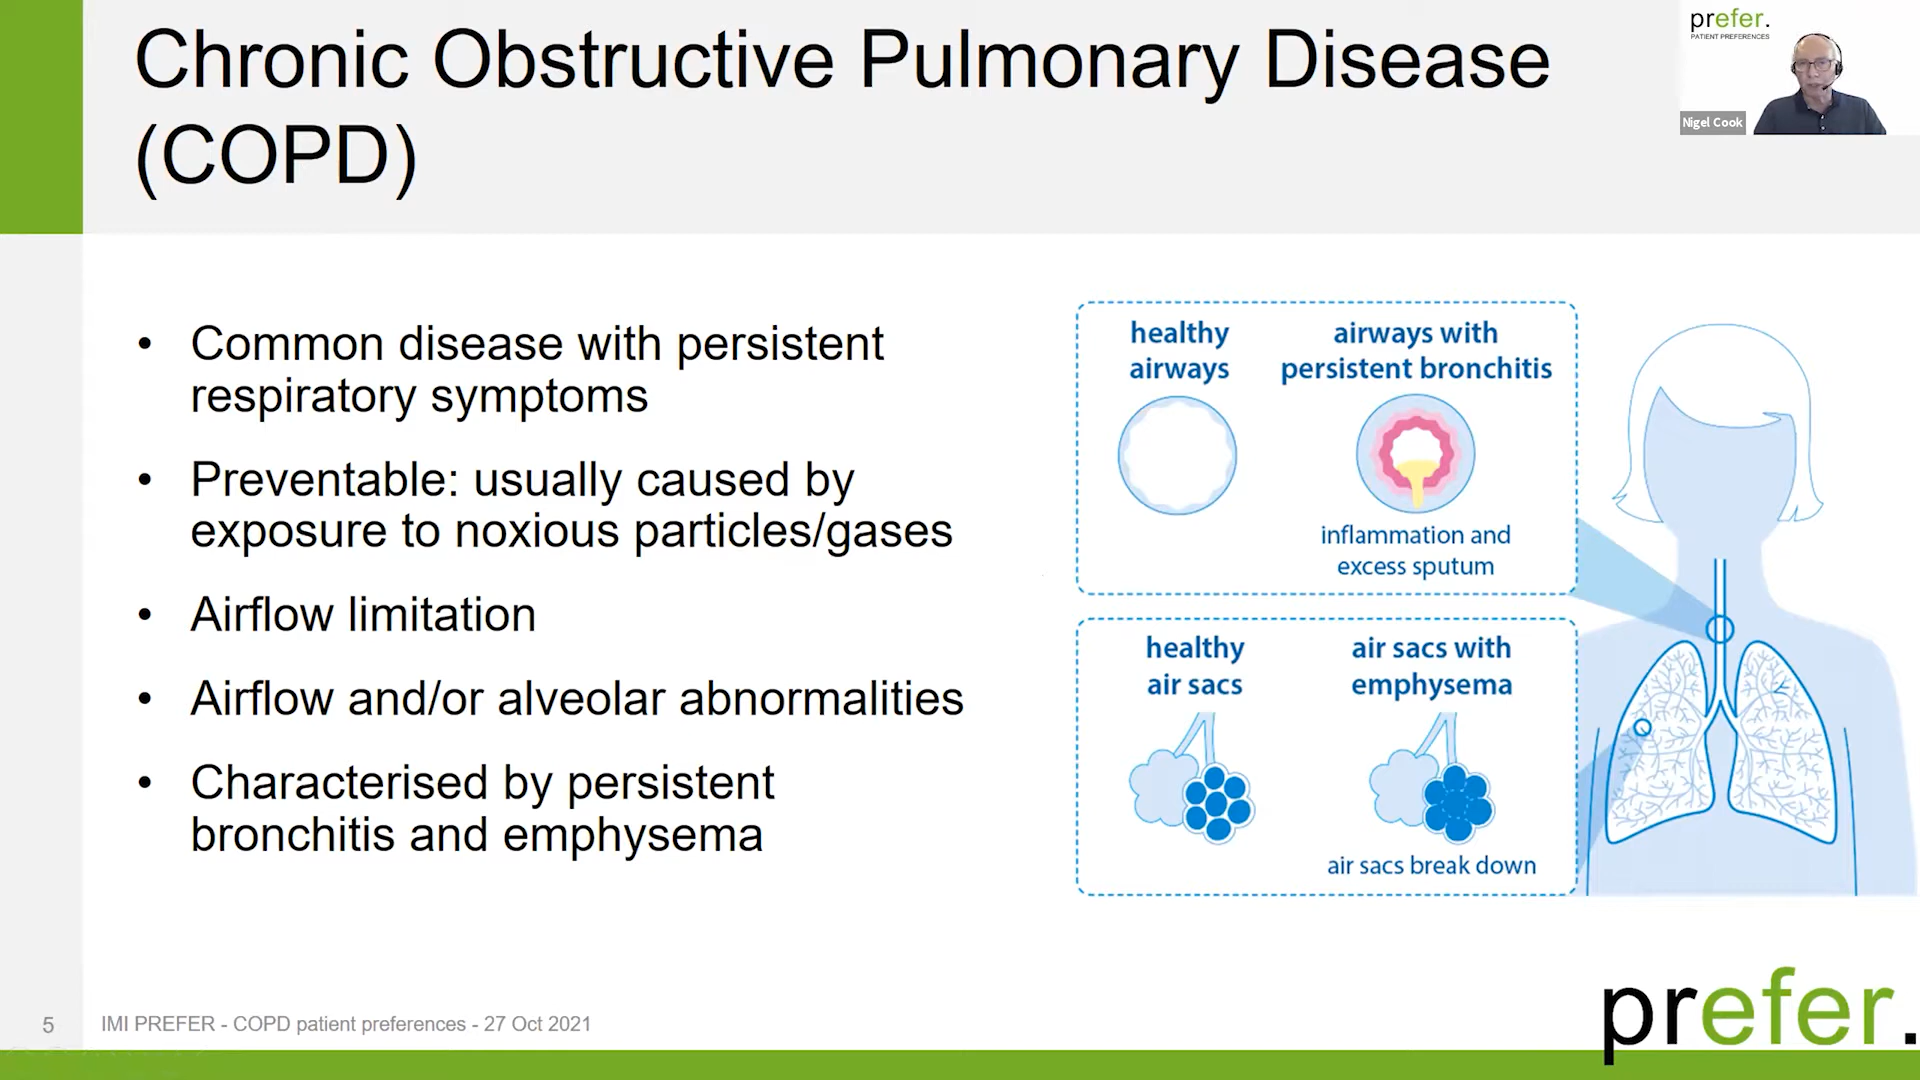 Chronic Obstructive Pulmonary Disease
(COPD)
prefer.
PATIENT PREFERENCES
Nigel Cook
• Common disease with persistent
respiratory symptoms
• Preventable: usually caused by
exposure to noxious particles/gases
• Airflow limitation
• Airflow and/or alveolar abnormalities
• Characterised by persistent
bronchitis and emphysema
healthy
airways
airways with
persistent bronchitis
inflammation and
excess sputum
healthy
air sacs
air sacs with
emphysema
air sacs break down
5
IMI PREFER - COPD patient preferences - 27 Oct 2021
prefer.